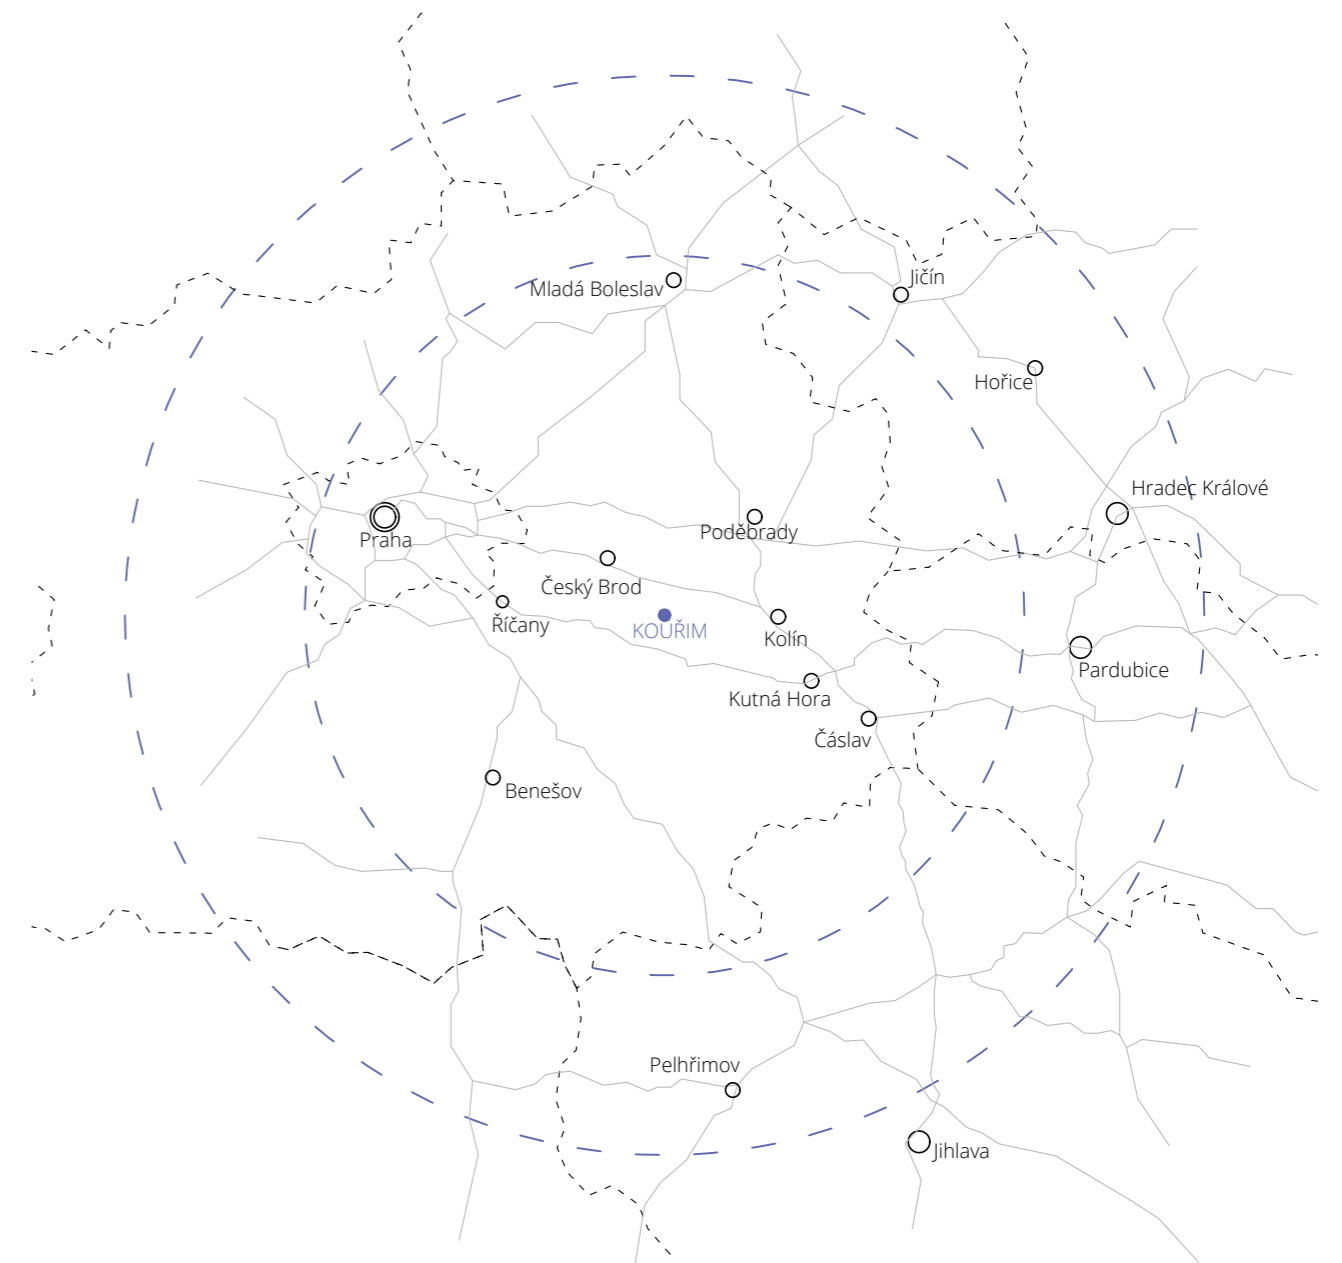 Jičín
Mladá Boleslav
Hořice
Hradec Králové
Poděbrady
Praha
Český Brod
Říčany
KOUŘIM
Kolín
Pardubice
Kutná Hora
Čáslav
Benešov
Pelhřimov
Jihlava